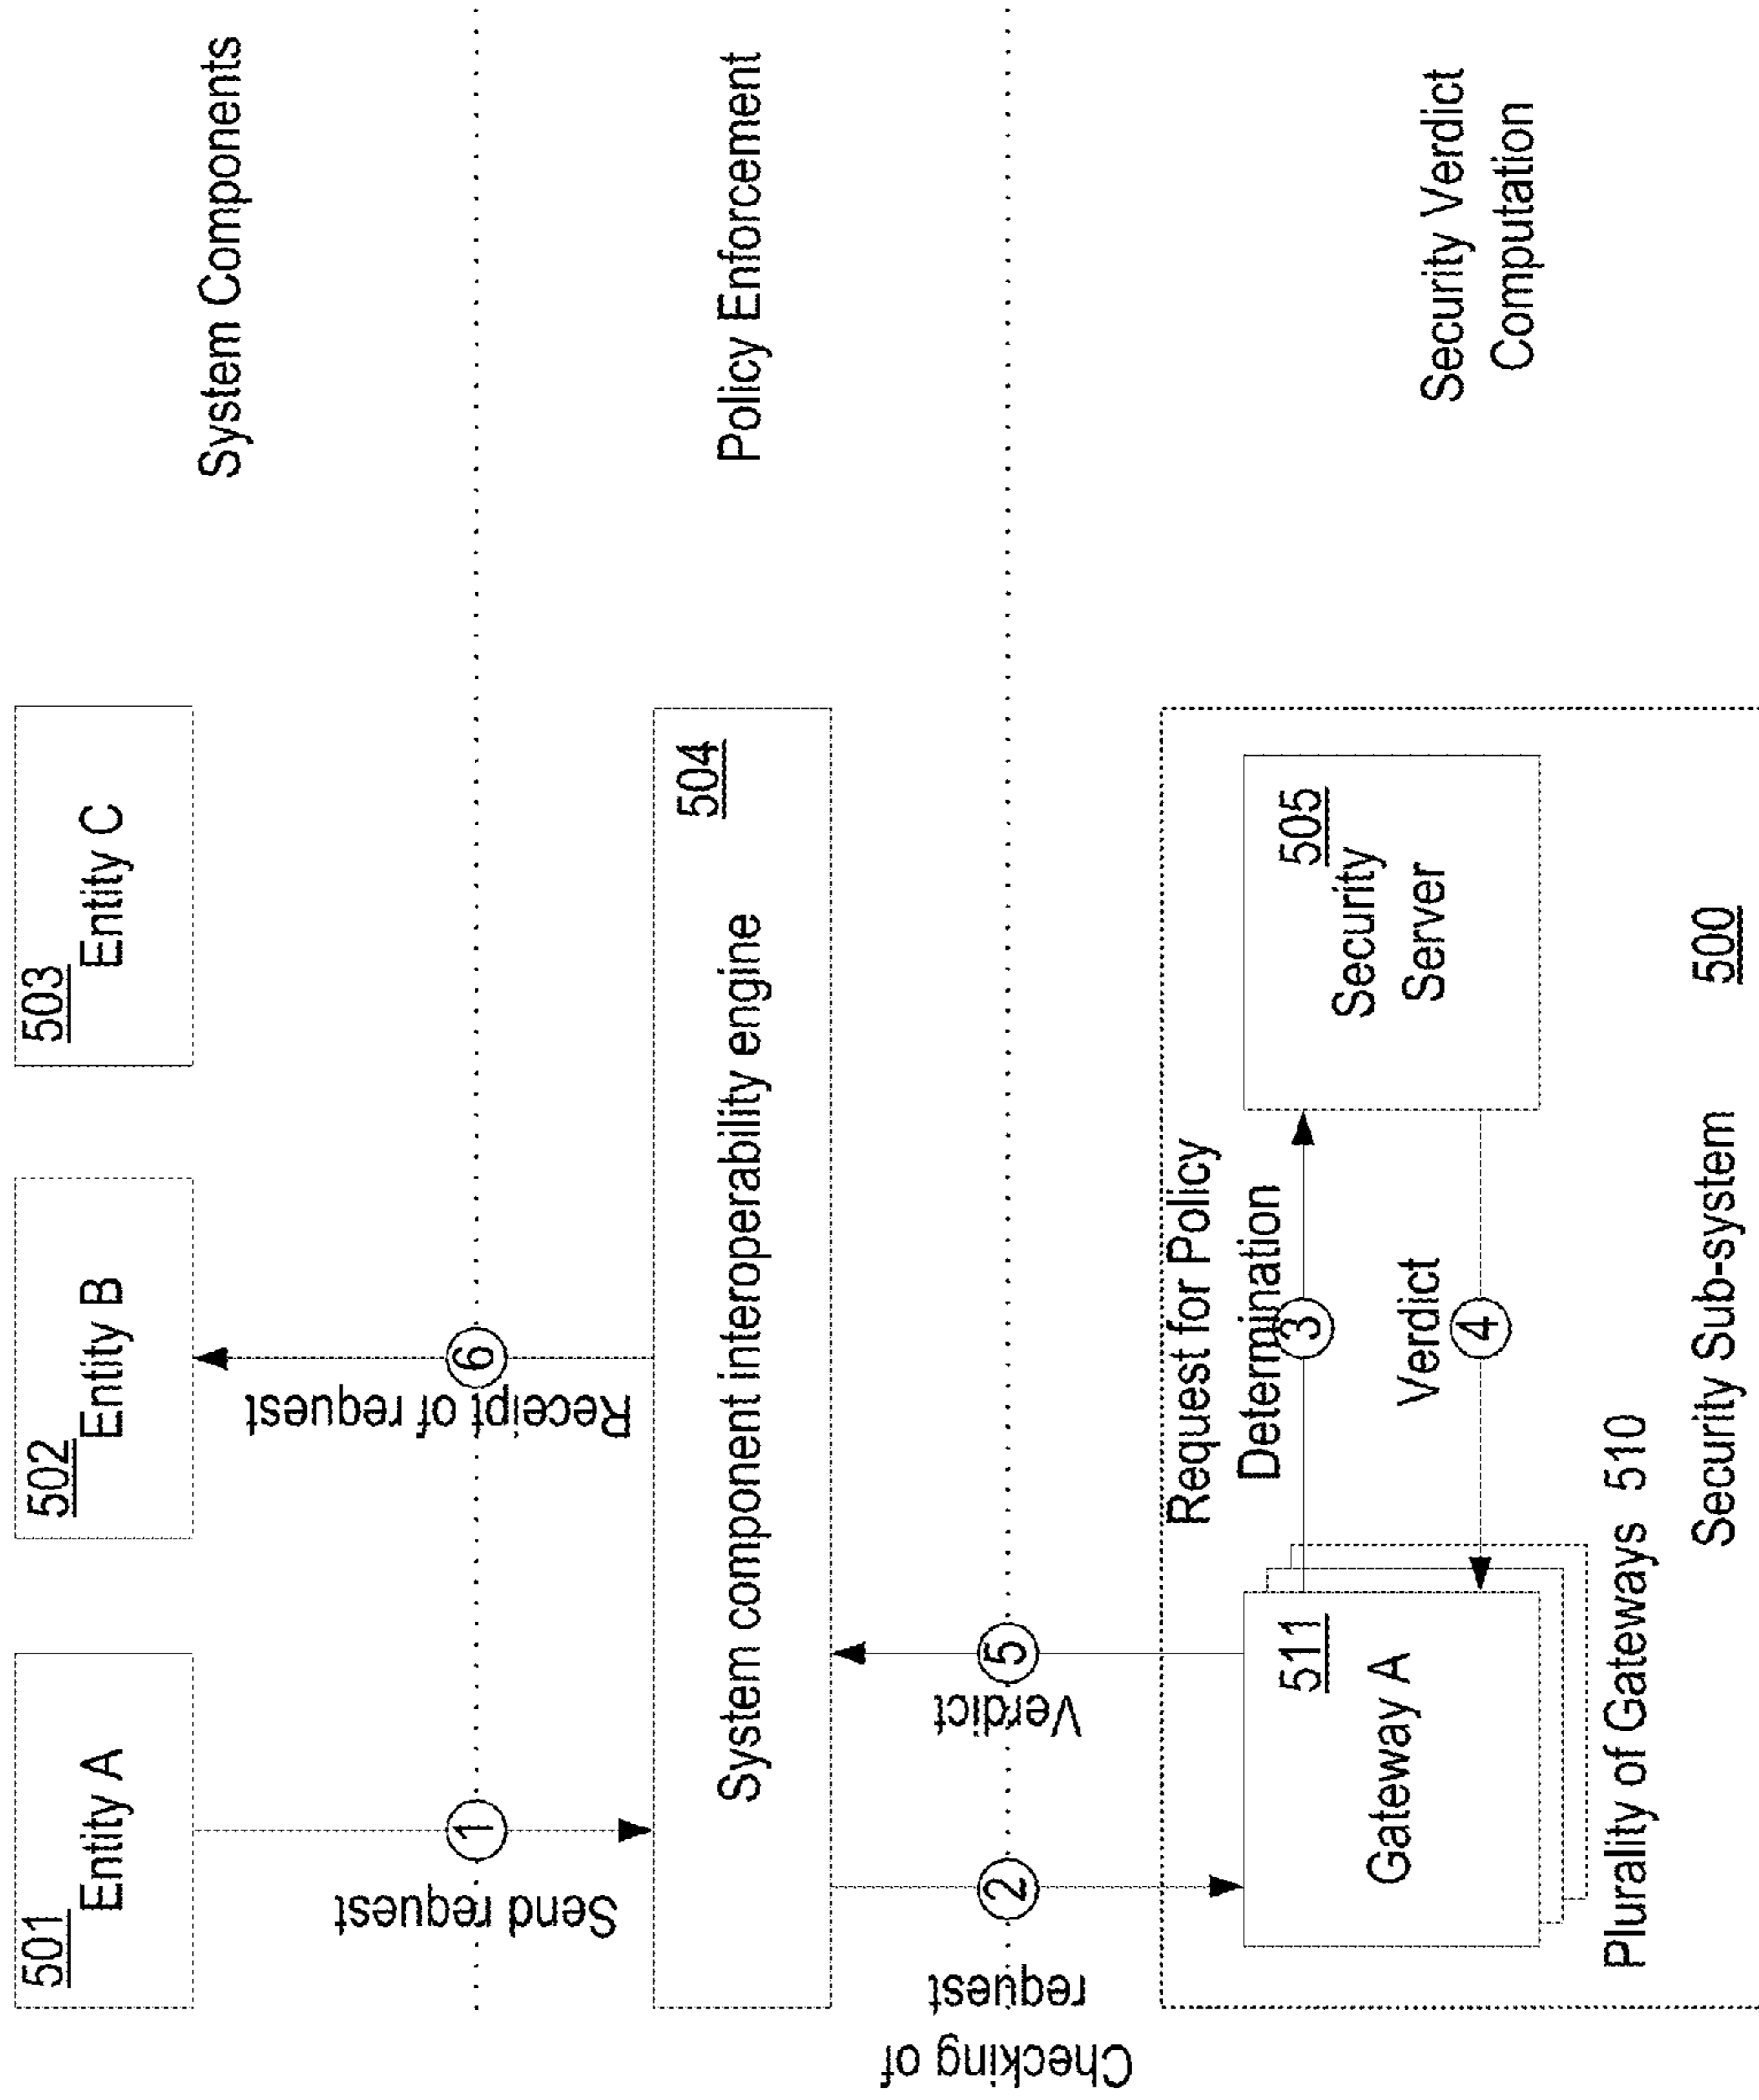 501
Entity A
502
Entity B
503
Entity C
System Components
Send request
1
6
Receipt of request
System component interoperability engine
504
Policy Enforcement
Checking of
request
2
Verdict
5
Request for Policy
Determination
3
511
Gateway A
Verdict
4
505
Security
Server
Plurality of Gateways 510
Security Sub-system
500
Security Verdict
Computation